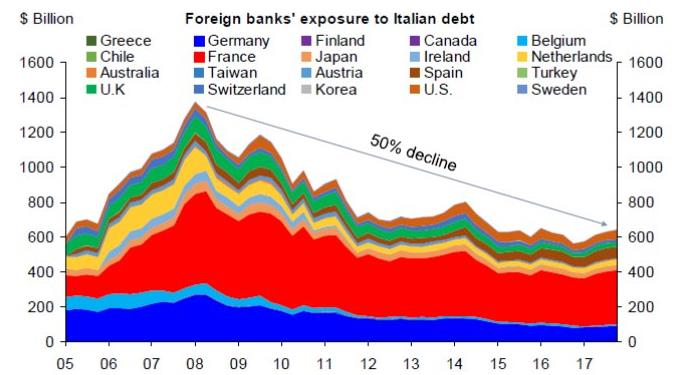 $ Billion Foreign banks' exposure to Italian debt $ Billion
Greece Germany Finland Canada Belgium
Chile France Japan Ireland Netherlands
Australia Taiwan Austria Spain Turkey
U.K Switzerland Korea U.S. Sweden
1600 1600
1400 1400
1200 1200
50% decline
1000 1000
800 800
600 600
400 400
200 200
0 0
05 06 07 08 09 10 11 12 13 14 15 16 17